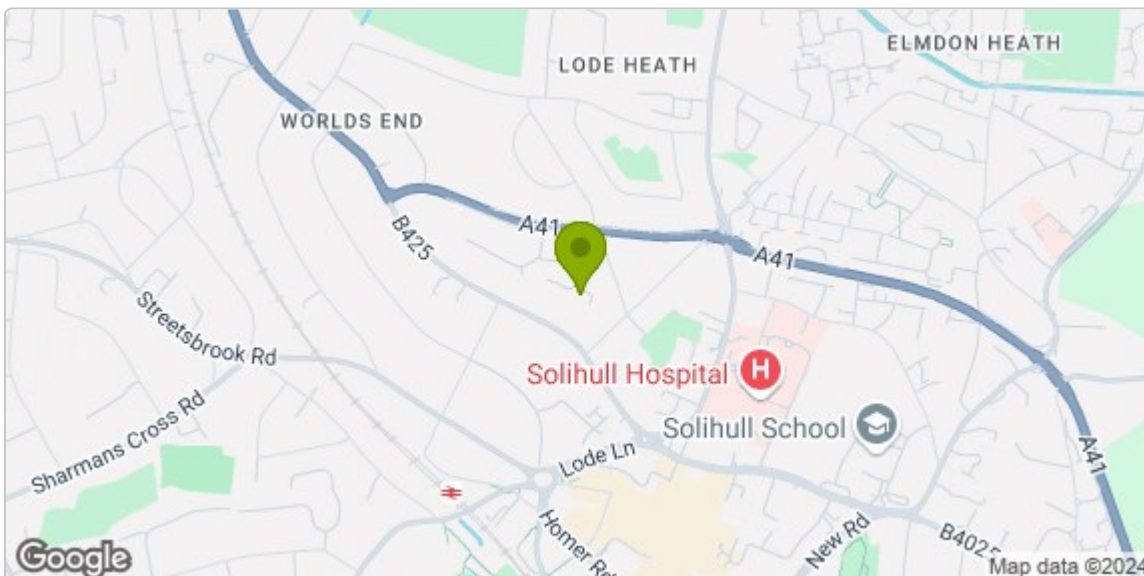 LODE HEATH
ELMDON HEATH
WORLDS END
A41
B425
A41
Streetsbrook Rd
Solihull Hospital
H
Sharmans Cross Rd
Solihull School
Lode Ln
A41
Homer Rd
New Rd
B4025
Google
Map data ©2024